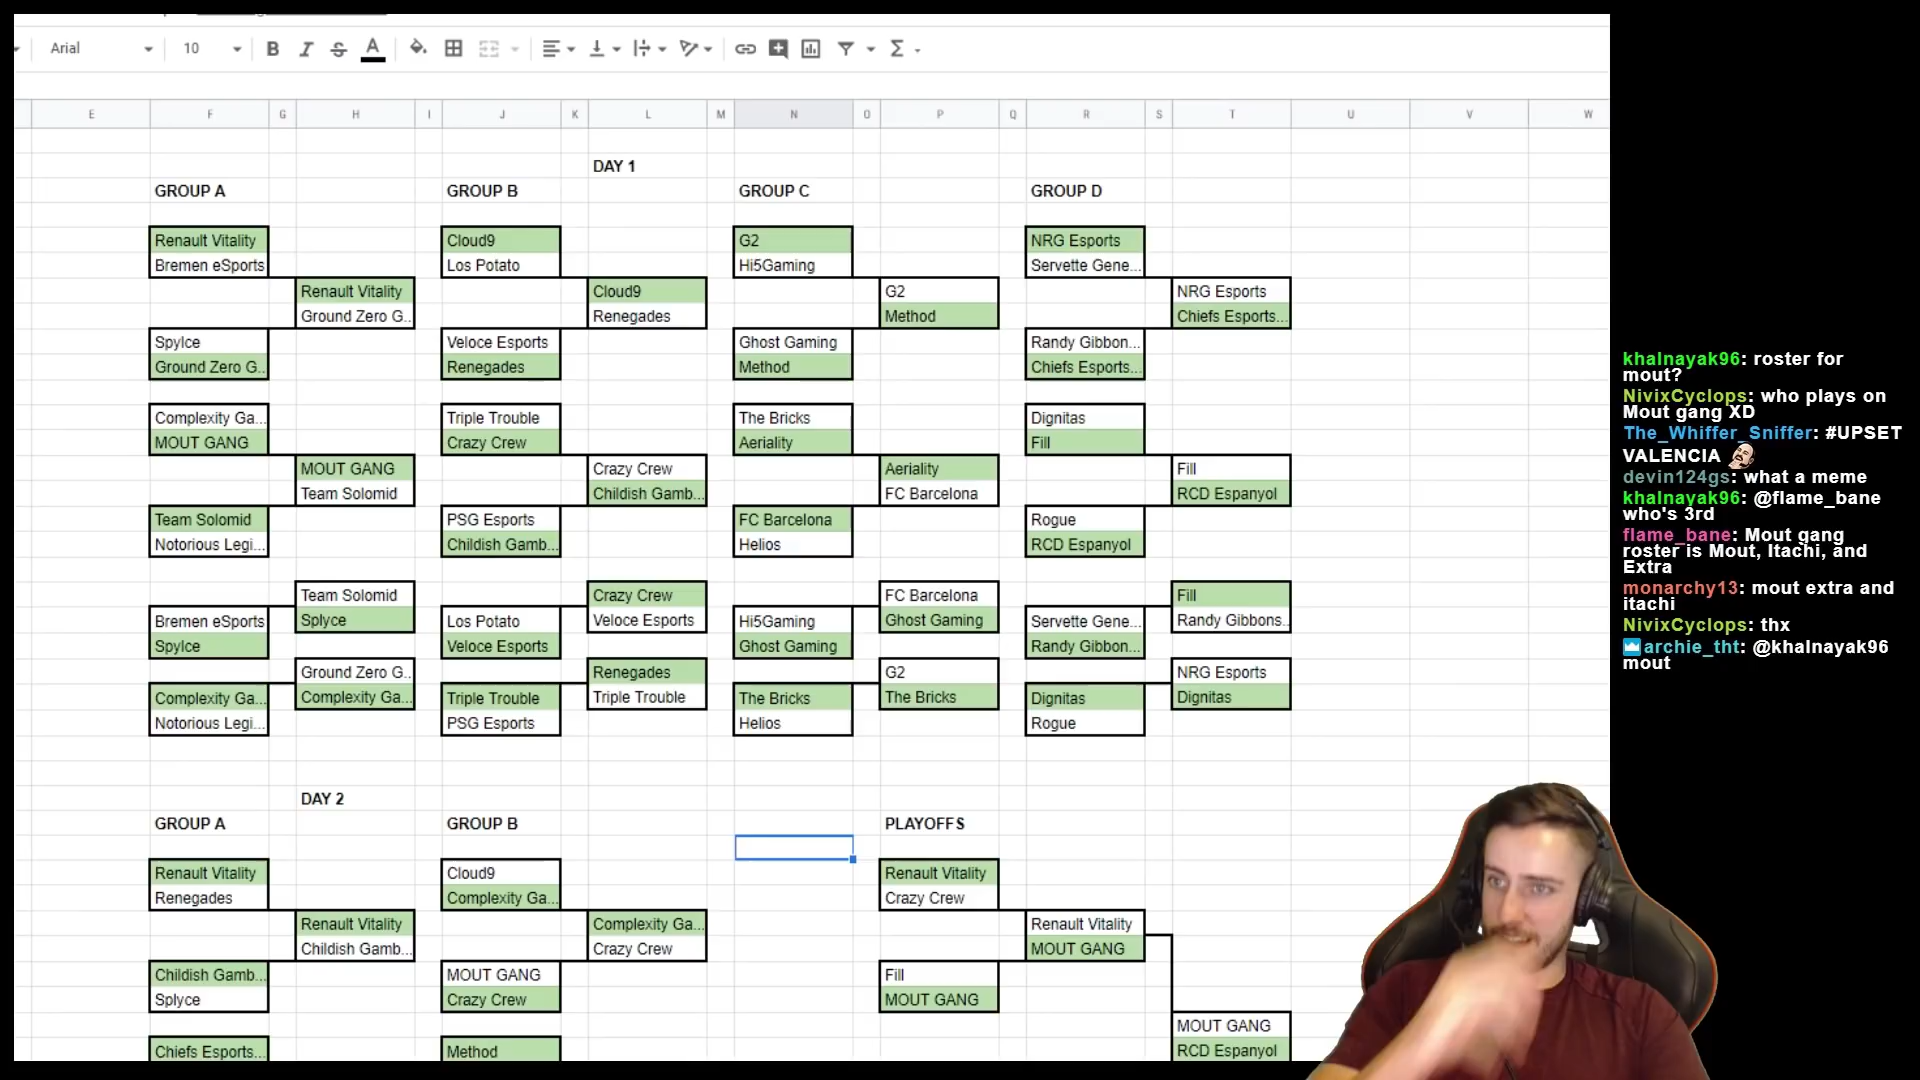 Arial
10
B
I
S
A
E
F
G
H
I
J
K
L
M
N
O
P
Q
R
S
T
U
V
W
DAY 1
GROUP A
GROUP B
GROUP C
GROUP D
Renault Vitality
Bremen eSports
Renault Vitality
Ground Zero G..
Spylce
Ground Zero G..
Complexity Ga...
MOUT GANG
MOUT GANG
Team Solomid
Team Solomid
Notorious Legi...
Team Solomid
Splyce
Bremen eSports
Spylce
Ground Zero G..
Complexity Ga...
Complexity Ga...
Notorious Legi...
Cloud9
Los Potato
Cloud9
Renegades
Veloce Esports
Renegades
Triple Trouble
Crazy Crew
Crazy Crew
Childish Gamb...
PSG Esports
Childish Gamb...
Crazy Crew
Veloce Esports
Los Potato
Veloce Esports
Renegades
Triple Trouble
Triple Trouble
PSG Esports
G2
Hi5Gaming
G2
Method
Ghost Gaming
Method
The Bricks
Aeriality
Aeriality
FC Barcelona
FC Barcelona
Helios
FC Barcelona
Ghost Gaming
Hi5Gaming
Ghost Gaming
G2
The Bricks
The Bricks
Helios
NRG Esports
Servette Gene...
NRG Esports
Chiefs Esports...
Randy Gibbon...
Chiefs Esports...
Dignitas
Fill
Fill
RCD Espanyol
Rogue
RCD Espanyol
Fill
Randy Gibbons..
Servette Gene...
Randy Gibbon...
NRG Esports
Dignitas
Dignitas
Rogue
DAY 2
GROUP A
GROUP B
PLAYOFFS
Renault Vitality
Renegades
Renault Vitality
Childish Gamb...
Childish Gamb...
Splyce
Chiefs Esports...
Cloud9
Complexity Ga...
Complexity Ga...
Crazy Crew
MOUT GANG
Crazy Crew
Method
Renault Vitality
Crazy Crew
Renault Vitality
MOUT GANG
Fill
MOUT GANG
MOUT GANG
RCD Espanyol
khalnayak96: roster for
mout?
NivixCyclops: who plays on
Mout gang XD
The_Whiffer_Sniffer: #UPSET
VALENCIA
devin124gs: what a meme
khalnayak96: @flame_bane
who's 3rd
flame_bane: Mout gang
roster is Mout, Itachi, and
Extra
monarchy13: mout extra and
itachi
NivixCyclops: thx
archie_tht: @khalnayak96
mout